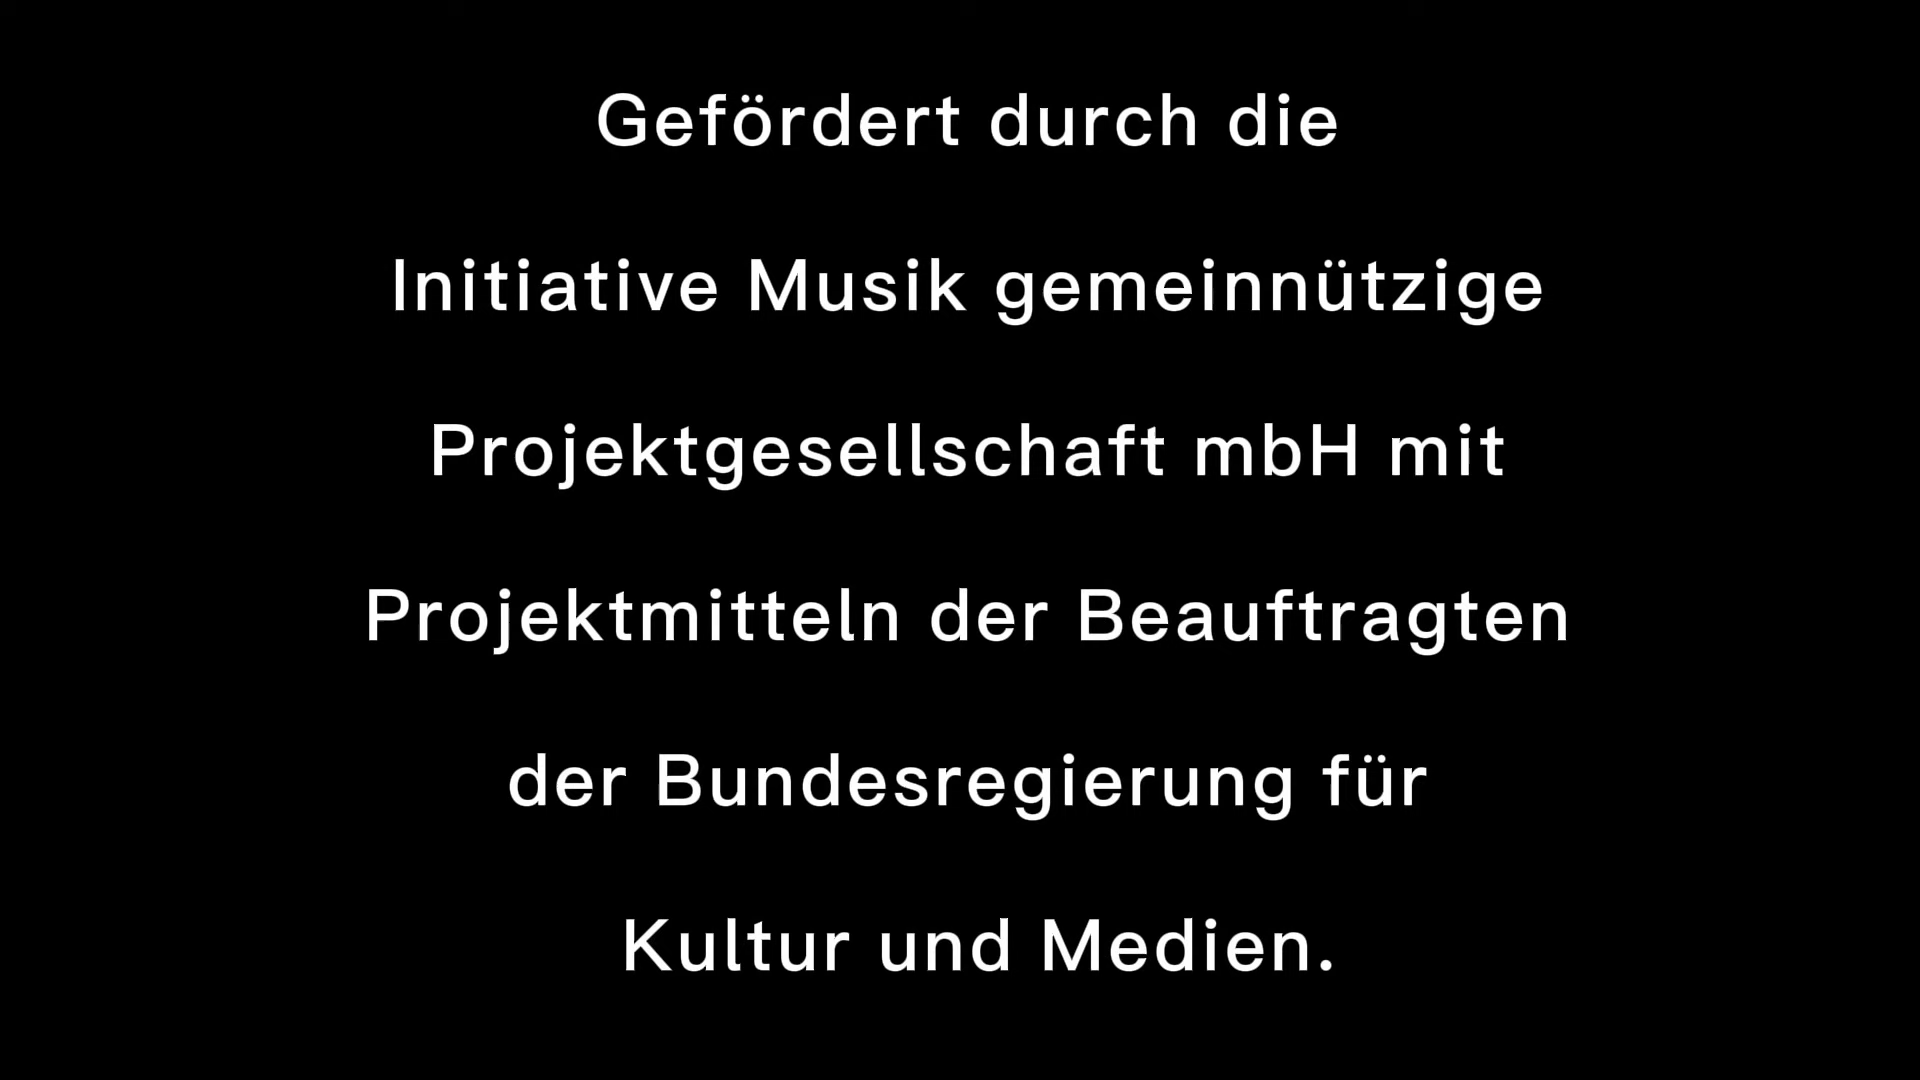 Gefördert durch die
Initiative Musik gemeinnützige
Projektgesellschaft mbH mit
Projektmitteln der Beauftragten
der Bundesregierung für
Kultur und Medien.